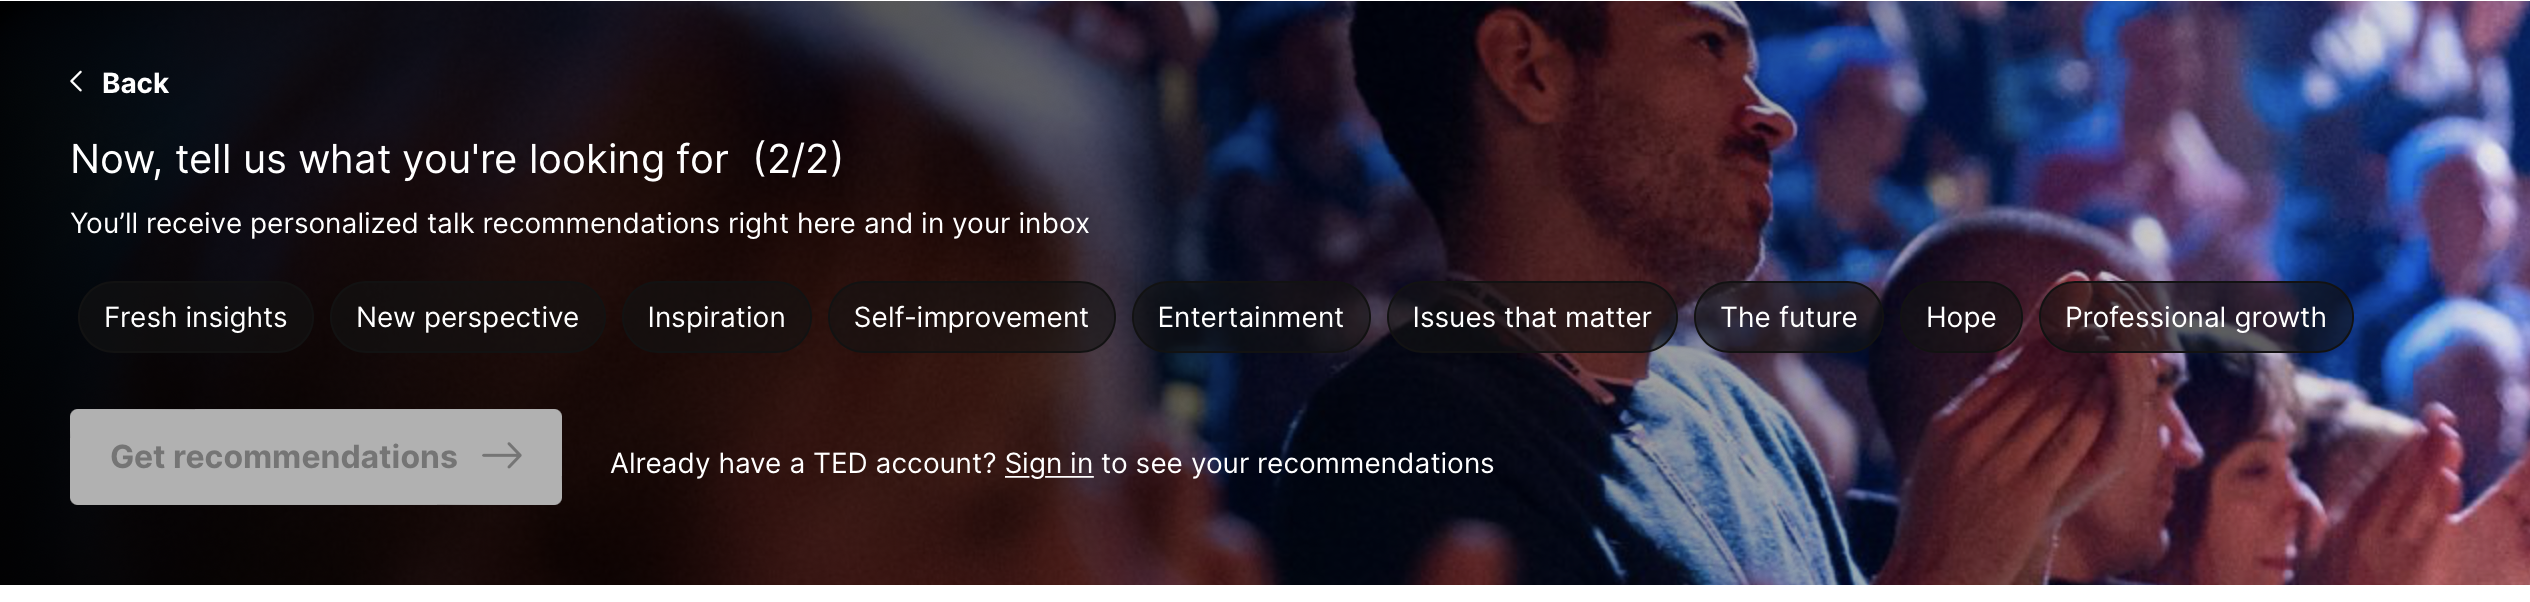 Back
Now, tell us what you're looking for (2/2)
You’ll receive personalized talk recommendations right here and in your inbox
Fresh insights New perspective Inspiration Self-improvement Entertainment Issues that matter The future Hope Professional growth
Get recommendations
Already have a TED account? Sign in to see your recommendations